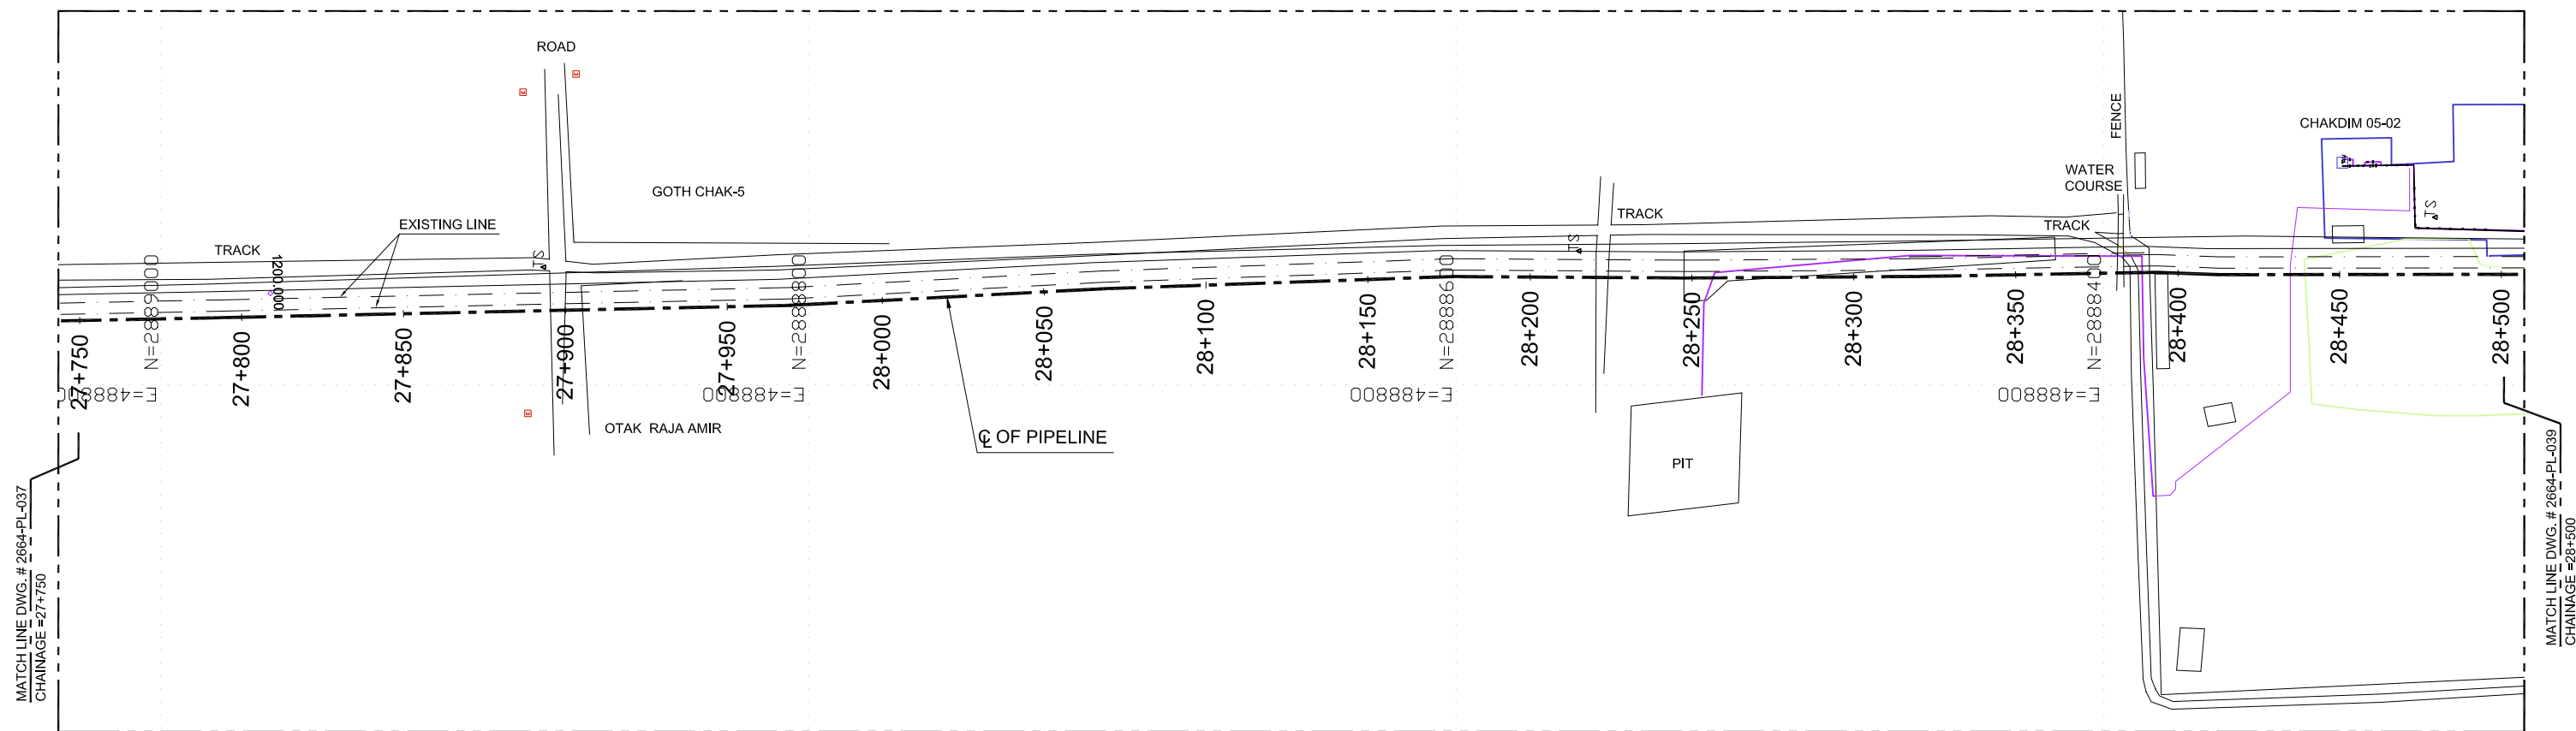 ROAD
FENCE
CHAKDIM 05-02
WATER
COURSE
GOTH CHAK-5
TRACK
TRACK
EXISTING LINE
TRACK
TS
TS
TS
1200.000
N=2889000
N=2888800
N=2888600
N=2888400
27+750
27+800
27+850
27+900
27+950
28+000
28+050
28+100
28+150
28+200
28+250
28+300
28+350
28+400
28+450
28+500
E=488800
E=488800
E=488800
E=488800
OTAK RAJA AMIR
℄ OF PIPELINE
PIT
MATCH LINE DWG. # 2664-PL-037
CHAINAGE =27+750
MATCH LINE DWG. # 2664-PL-039
CHAINAGE =28+500